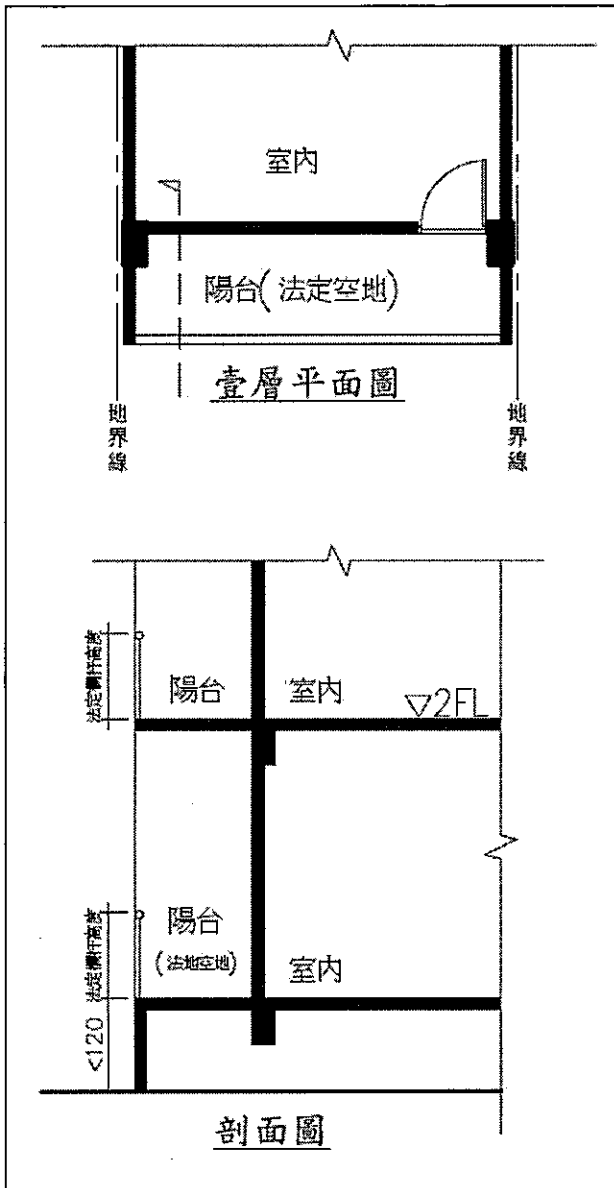 室內
陽台(法定空地)
壹層平面圖
地界線
地界線
法定欄杆高度
陽台
室內
▽2FL
法定欄杆高度
陽台
(法地空地)
室內
<120
剖面圖